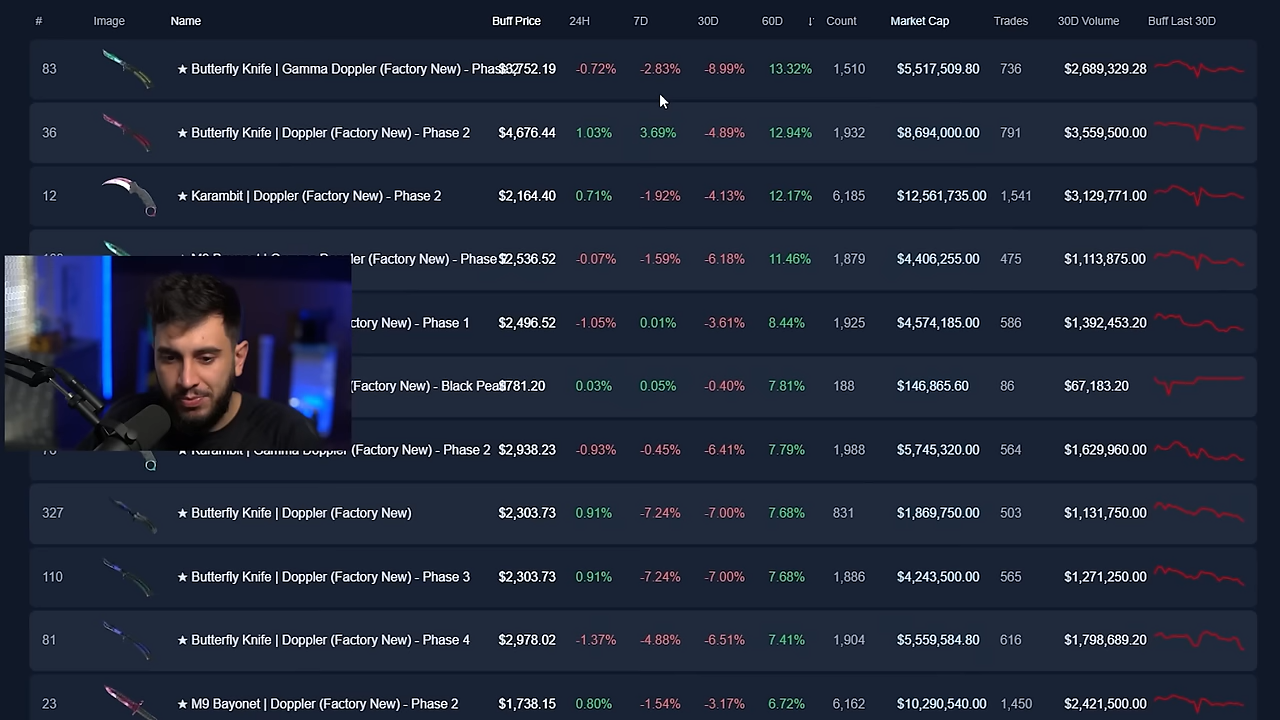 # Image Name Buff Price 24H 7D 30D 60D Count Market Cap Trades 30D Volume Buff Last 30D
83 ★ Butterfly Knife | Gamma Doppler (Factory New) - Phase 2 $3,752.19 -0.72% -2.83% -8.99% 13.32% 1,510 $5,517,509.80 736 $2,689,329.28
36 ★ Butterfly Knife | Doppler (Factory New) - Phase 2 $4,676.44 1.03% 3.69% -4.89% 12.94% 1,932 $8,694,000.00 791 $3,559,500.00
12 ★ Karambit | Doppler (Factory New) - Phase 2 $2,164.40 0.71% -1.92% -4.13% 12.17% 6,185 $12,561,735.00 1,541 $3,129,771.00
ler (Factory New) - Phase 2 $2,536.52 -0.07% -1.59% -6.18% 11.46% 1,879 $4,406,255.00 475 $1,113,875.00
ctory New) - Phase 1 $2,496.52 -1.05% 0.01% -3.61% 8.44% 1,925 $4,574,185.00 586 $1,392,453.20
(Factory New) - Black Pearl $781.20 0.03% 0.05% -0.40% 7.81% 188 $146,865.60 86 $67,183.20
★ Karambit | Gamma Doppler (Factory New) - Phase 2 $2,938.23 -0.93% -0.45% -6.41% 7.79% 1,988 $5,745,320.00 564 $1,629,960.00
327 ★ Butterfly Knife | Doppler (Factory New) $2,303.73 0.91% -7.24% -7.00% 7.68% 831 $1,869,750.00 503 $1,131,750.00
110 ★ Butterfly Knife | Doppler (Factory New) - Phase 3 $2,303.73 0.91% -7.24% -7.00% 7.68% 1,886 $4,243,500.00 565 $1,271,250.00
81 ★ Butterfly Knife | Doppler (Factory New) - Phase 4 $2,978.02 -1.37% -4.88% -6.51% 7.41% 1,904 $5,559,584.80 616 $1,798,689.20
23 ★ M9 Bayonet | Doppler (Factory New) - Phase 2 $1,738.15 0.80% -1.54% -3.17% 6.72% 6,162 $10,290,540.00 1,450 $2,421,500.00